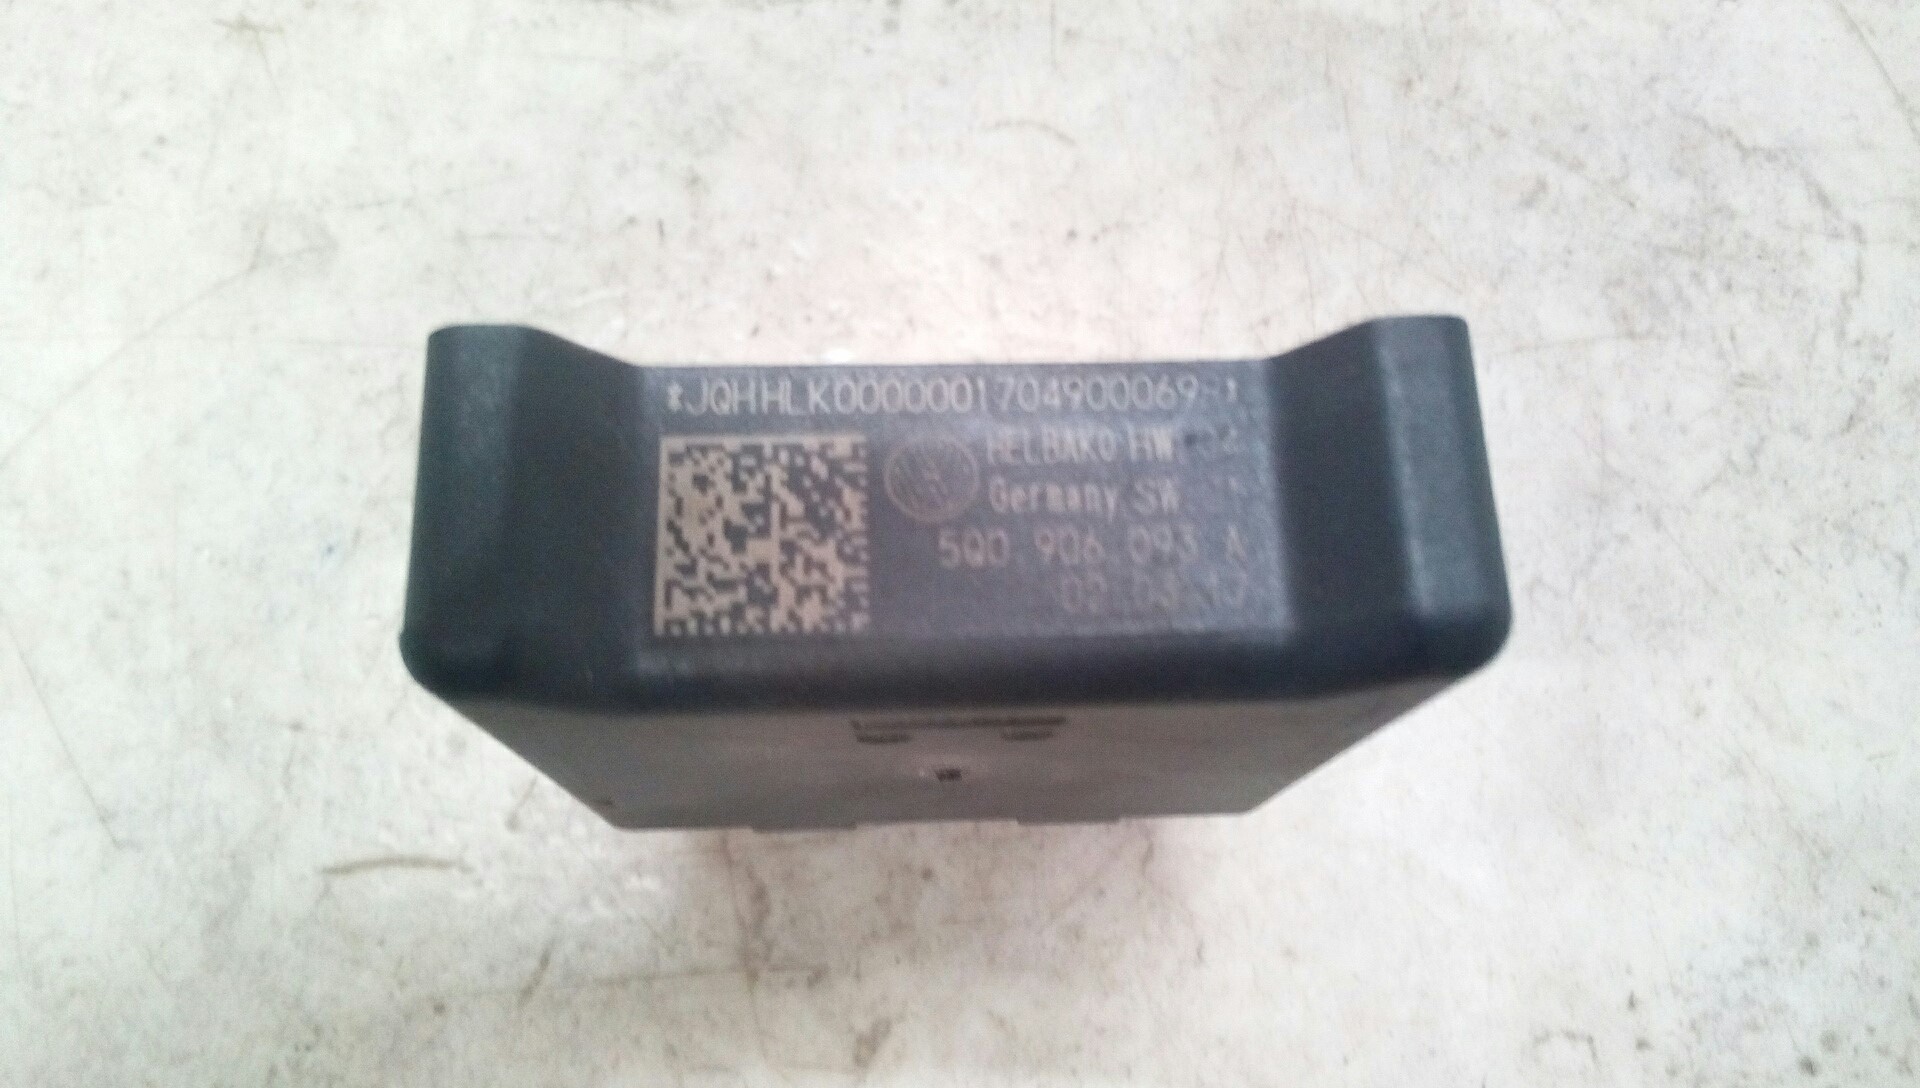 *JQHHLK0000001704900069
HELBAKO HW
Germany SW
5Q0 906 093 A